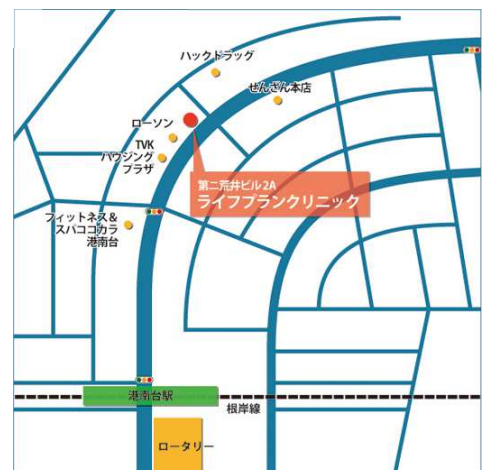 ハックドラッグ
せんざん本店
ローソン
TVK
ハウジング
プラザ
第二荒井ビル2A
ライフプランクリニック
フィットネス&
スパココカラ
港南台
港南台駅
根岸線
ロータリー